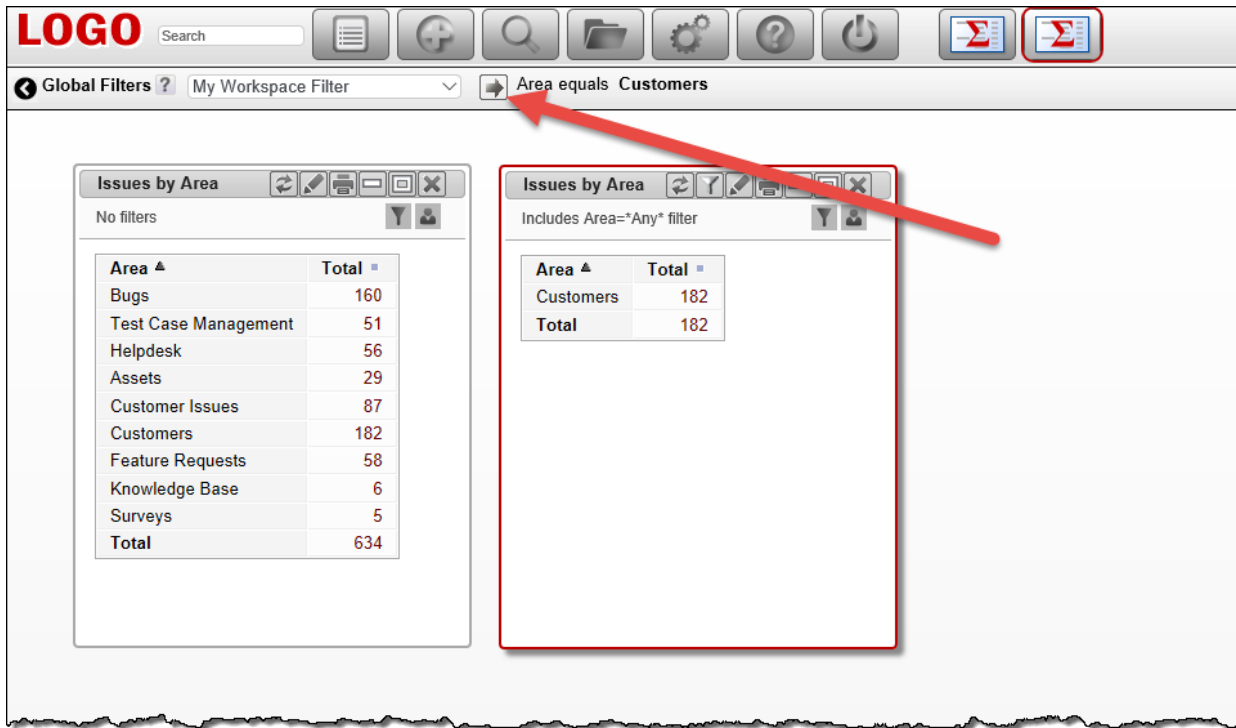 LOGO
Search
Global Filters ? My Workspace Filter Area equals Customers
Issues by Area
No filters
Area Total
Bugs 160
Test Case Management 51
Helpdesk 56
Assets 29
Customer Issues 87
Customers 182
Feature Requests 58
Knowledge Base 6
Surveys 5
Total 634
Issues by Area
Includes Area=*Any* filter
Area Total
Customers 182
Total 182